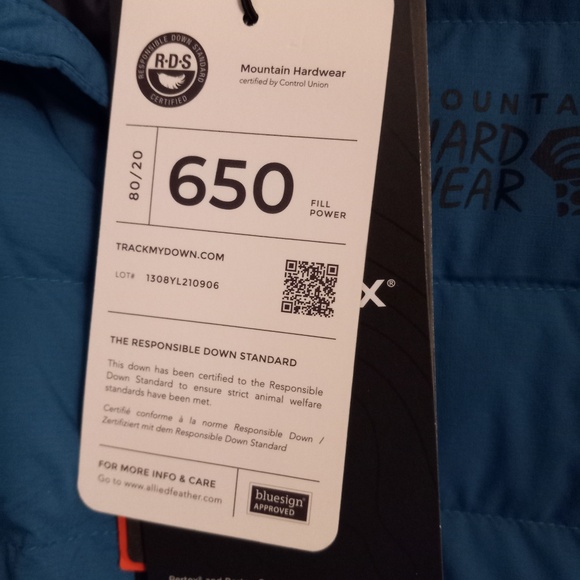 RESPONSIBLE DOWN STANDARD
R·D·S
CERTIFIED
Mountain Hardwear
certified by Control Union
80/20
650
FILL
POWER
TRACKMYDOWN.COM
LOT# 1308YL210906
THE RESPONSIBLE DOWN STANDARD
This down has been certified to the Responsible
Down Standard to ensure strict animal welfare
standards have been met.
Certifié conforme à la norme Responsible Down /
Zertifiziert mit dem Responsible Down Standard
FOR MORE INFO & CARE
Go to www.alliedfeather.com
bluesign®
APPROVED
X®
OUNTA
HARD
WEAR